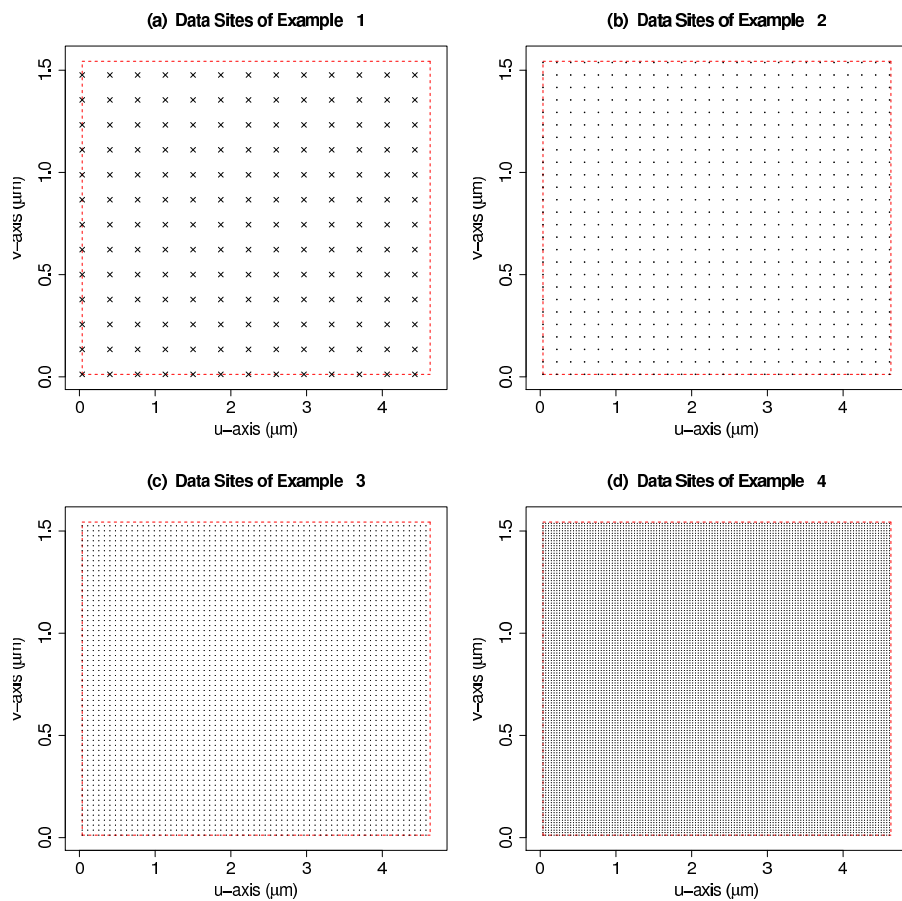 (a) Data Sites of Example 1
1.5
1.0
0.5
0.0
v−axis (μm)
0 1 2 3 4
u−axis (μm)
(b) Data Sites of Example 2
1.5
1.0
0.5
0.0
v−axis (μm)
0 1 2 3 4
u−axis (μm)
(c) Data Sites of Example 3
1.5
1.0
0.5
0.0
v−axis (μm)
0 1 2 3 4
u−axis (μm)
(d) Data Sites of Example 4
1.5
1.0
0.5
0.0
v−axis (μm)
0 1 2 3 4
u−axis (μm)